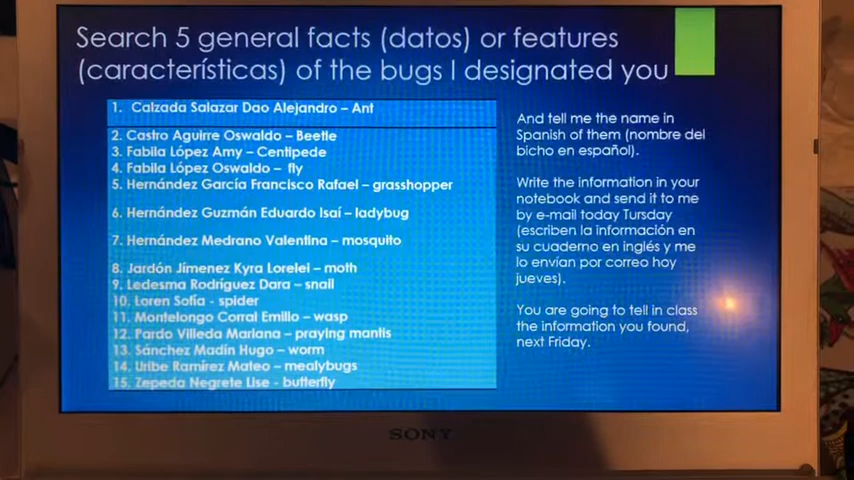 Search 5 general facts (datos) or features
(características) of the bugs I designated you
1. Calzada Salazar Dao Alejandro – Ant
2. Castro Aguirre Oswaldo – Beetle
3. Fabila López Amy – Centipede
4. Fabila López Oswaldo – fly
5. Hernández García Francisco Rafael – grasshopper
6. Hernández Guzmán Eduardo Isaí – ladybug
7. Hernández Medrano Valentina – mosquito
8. Jardón Jímenez Kyra Lorelei – moth
9. Ledesma Rodríguez Dara – snail
10. Loren Sofía - spider
11. Montelongo Corral Emilio – wasp
12. Pardo Villeda Mariana – praying mantis
13. Sánchez Madín Hugo – worm
14. Uribe Ramírez Mateo – mealybugs
15. Zepeda Negrete Lise - butterfly
And tell me the name in
Spanish of them (nombre del
bicho en español).
Write the information in your
notebook and send it to me
by e-mail today Tursday
(escriben la información en
su cuaderno en inglés y me
lo envían por correo hoy
jueves).
You are going to tell in class
the information you found,
next Friday.
SONY